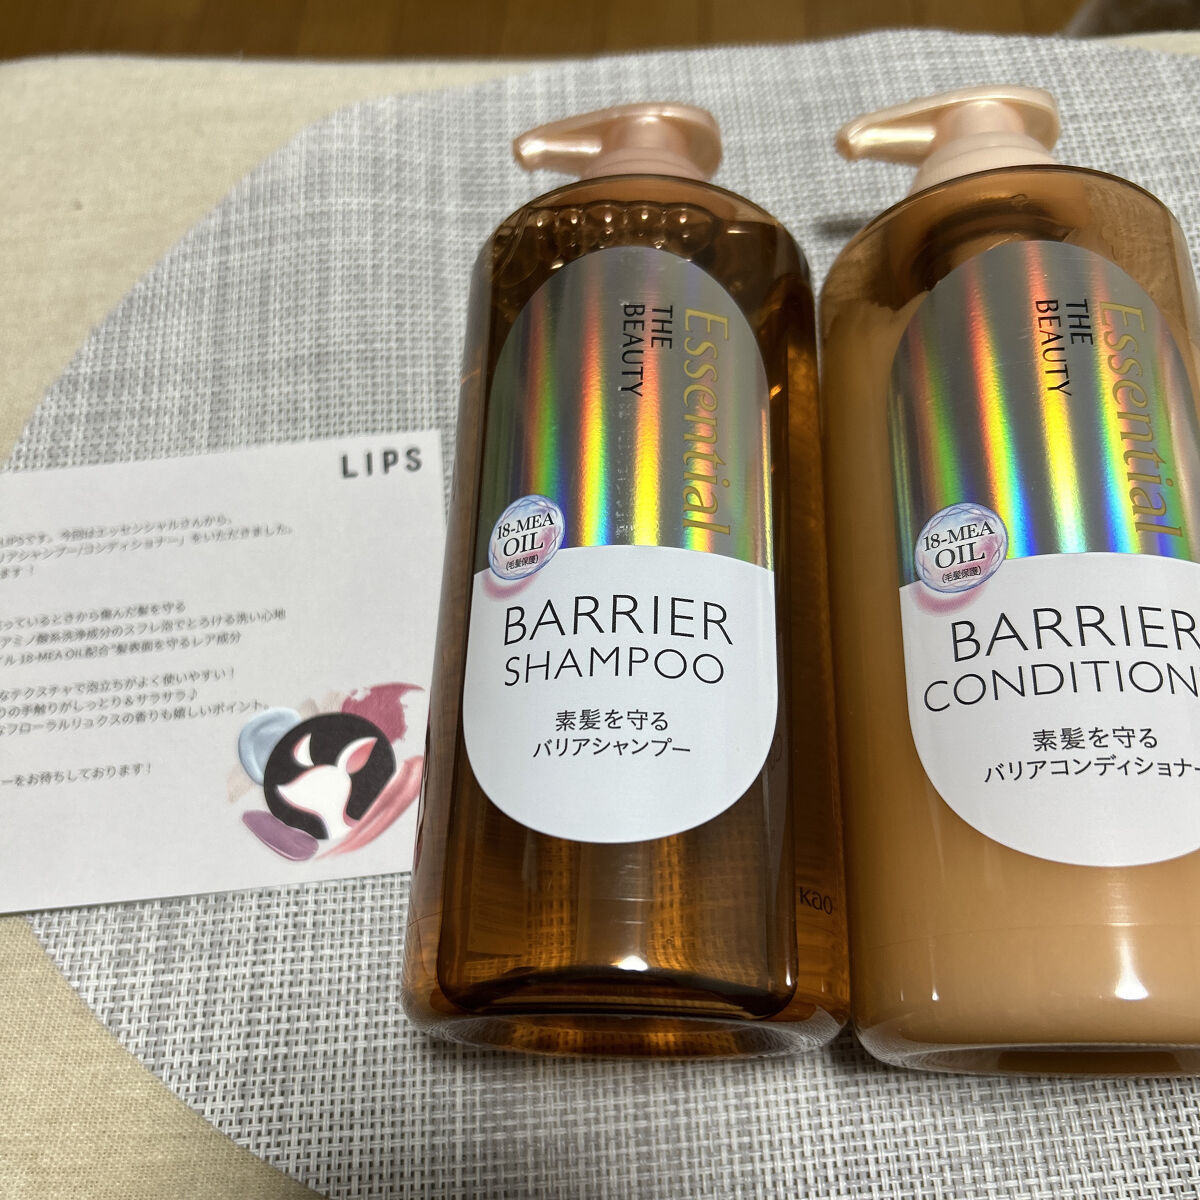 LIPS
LIPSです。今回はエッセンシャルさんから、
リアシャンプー/コンディショナー」をいただきました。
ます！
っているときから傷んだ髪を守る
アミノ酸系洗浄成分のスフレ泡でとろける洗い心地
イル18-MEA OIL配合*髪表面を守るレア成分
なテクスチャで泡立ちがよく使いやすい！
りの手触りがしっとり＆サラサラ♪
なフローラルリュクスの香りも嬉しいポイント。
ーをお待ちしております！
Essential
THE
BEAUTY
18-MEA
OIL
(毛髪保護)
BARRIER
SHAMPOO
素髪を守る
バリアシャンプー
Kao
Essential
THE
BEAUTY
18-MEA
OIL
(毛髪保護)
BARRIER
CONDITION
素髪を守る
バリアコンディショナー